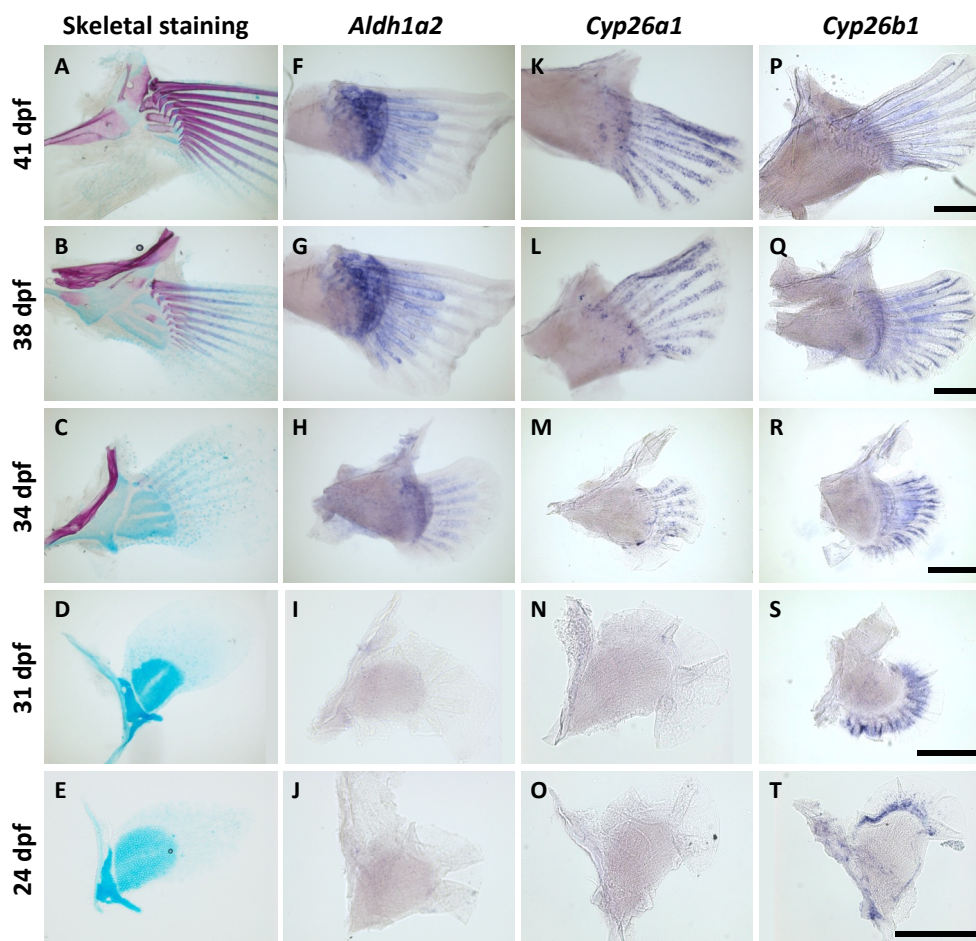 Skeletal staining Aldh1a2 Cyp26a1 Cyp26b1
41 dpf
A F K P
38 dpf
B G L Q
34 dpf
C H M R
31 dpf
D I N S
24 dpf
E J O T